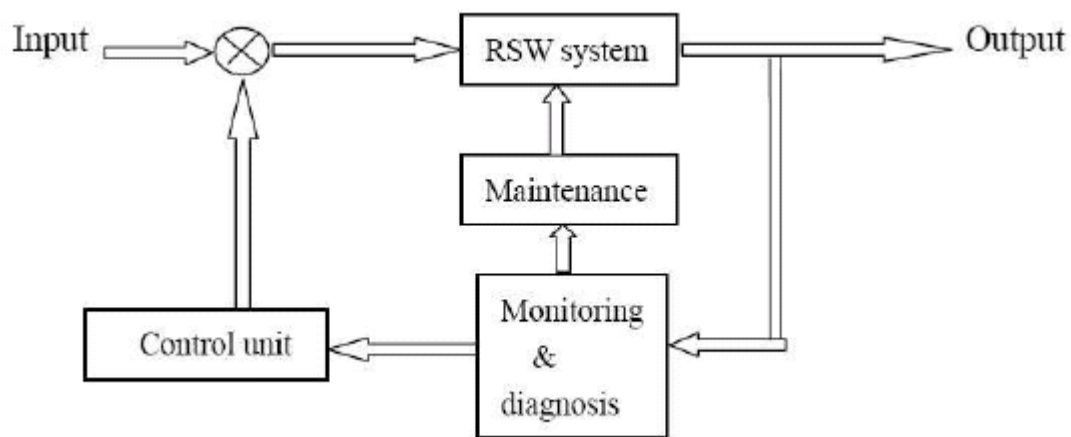 Input
RSW system
Output
Maintenance
Monitoring
&
diagnosis
Control unit